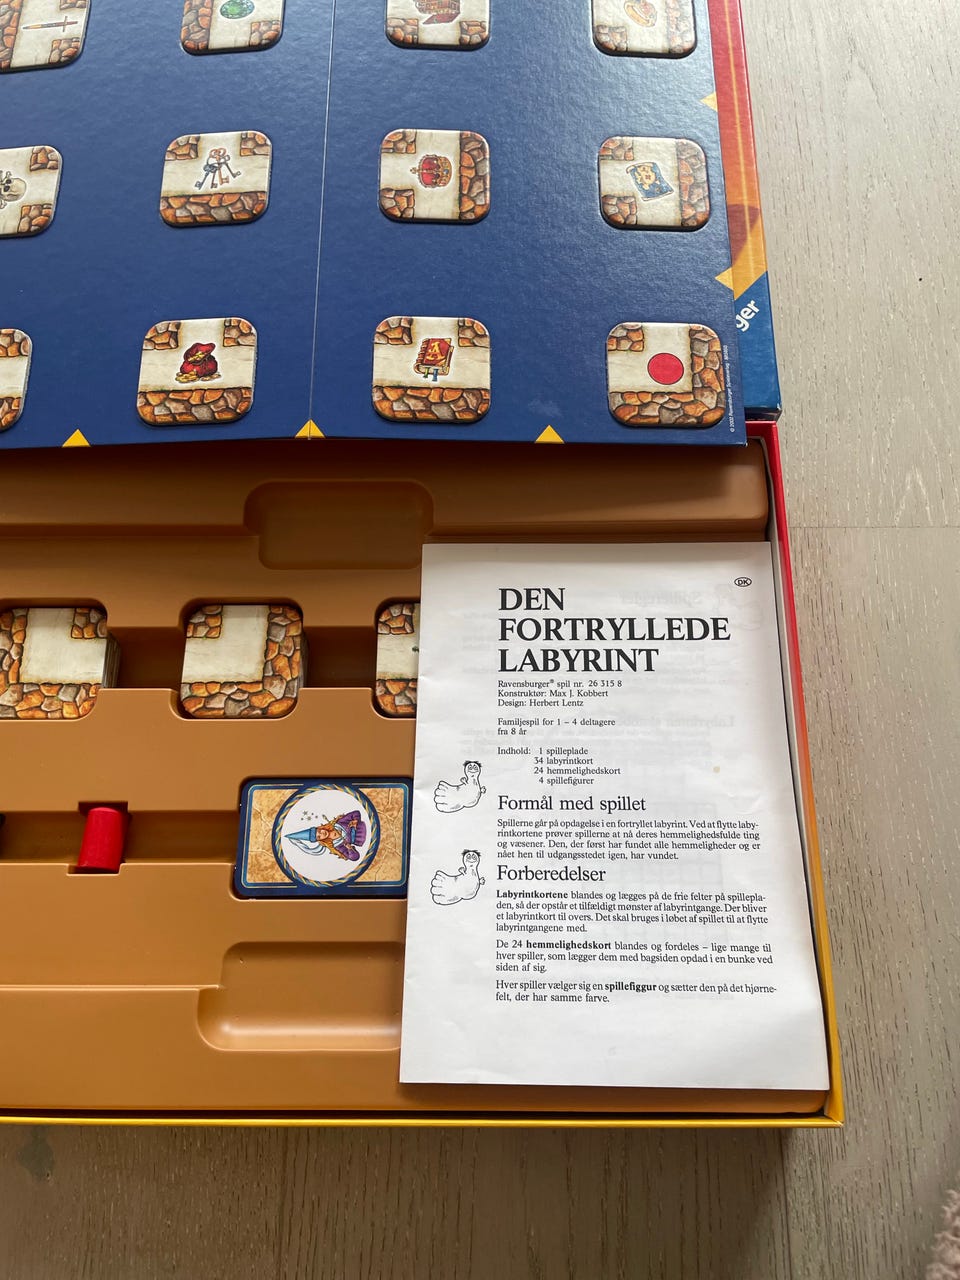 ger
© 2002 Ravensburger
DK
DEN
FORTRYLLEDE
LABYRINT
Ravensburger® spil nr. 26 315 8
Konstruktør: Max J. Kobbert
Design: Herbert Lentz
Familjespil for 1 – 4 deltagere
fra 8 år
Indhold: 1 spilleplade
34 labyrintkort
24 hemmelighedskort
4 spillefigurer
Formål med spillet
Spillerne går på opdagelse i en fortryllet labyrint. Ved at flytte laby-
rintkortene prøver spillerne at nå deres hemmelighedsfulde ting
og væsener. Den, der først har fundet alle hemmeligheder og er
nået hen til udgangsstedet igen, har vundet.
Forberedelser
Labyrintkortene blandes og lægges på de frie felter på spillepla-
den, så der opstår et tilfældigt mønster af labyrintgange. Der bliver
et labyrintkort til overs. Det skal bruges i løbet af spillet til at flytte
labyrintgangene med.
De 24 hemmelighedskort blandes og fordeles – lige mange til
hver spiller, som lægger dem med bagsiden opad i en bunke ved
siden af sig.
Hver spiller vælger sig en spillefigur og sætter den på det hjørne-
felt, der har samme farve.